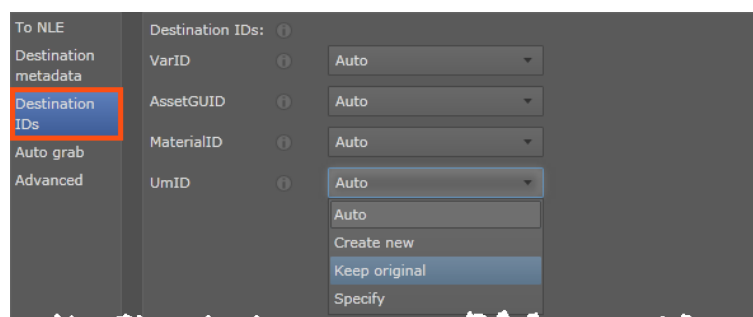 To NLE
Destination metadata
Destination IDs
Auto grab
Advanced
Destination IDs:
VarID Auto
AssetGUID Auto
MaterialID Auto
UmID Auto
Auto
Create new
Keep original
Specify